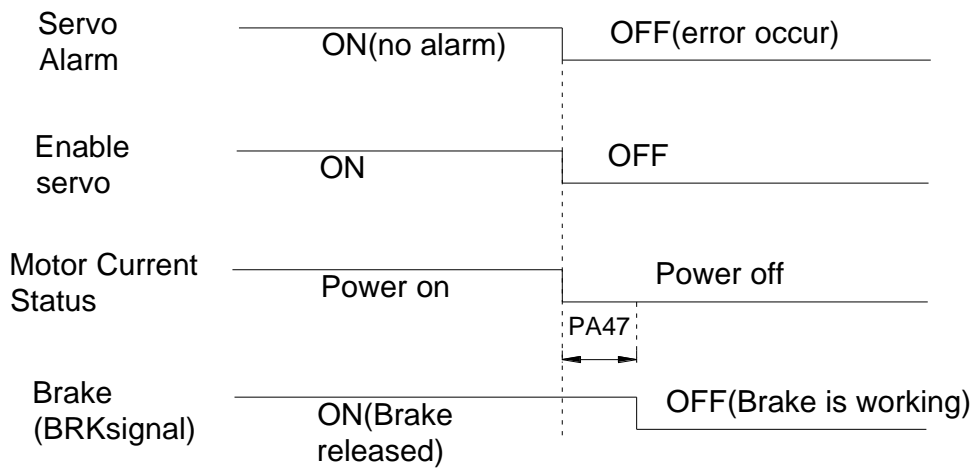 Servo
Alarm
ON(no alarm)
OFF(error occur)
Enable
servo
ON
OFF
Motor Current
Status
Power on
Power off
PA47
Brake
(BRKsignal)
ON(Brake
released)
OFF(Brake is working)